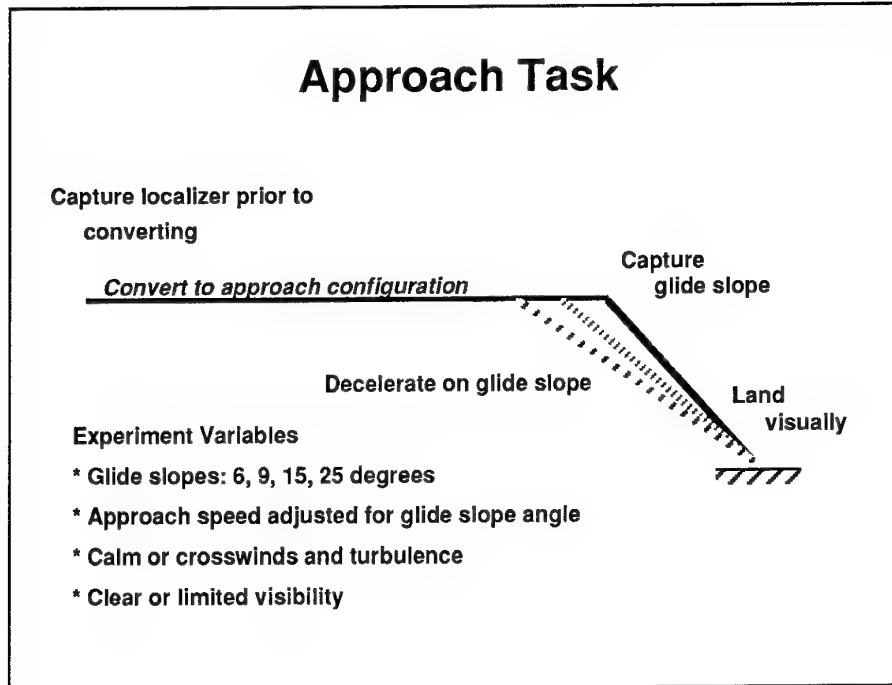 Approach Task
Capture localizer prior to
converting
Convert to approach configuration
Capture
glide slope
Decelerate on glide slope
Land
visually
Experiment Variables
* Glide slopes: 6, 9, 15, 25 degrees
* Approach speed adjusted for glide slope angle
* Calm or crosswinds and turbulence
* Clear or limited visibility